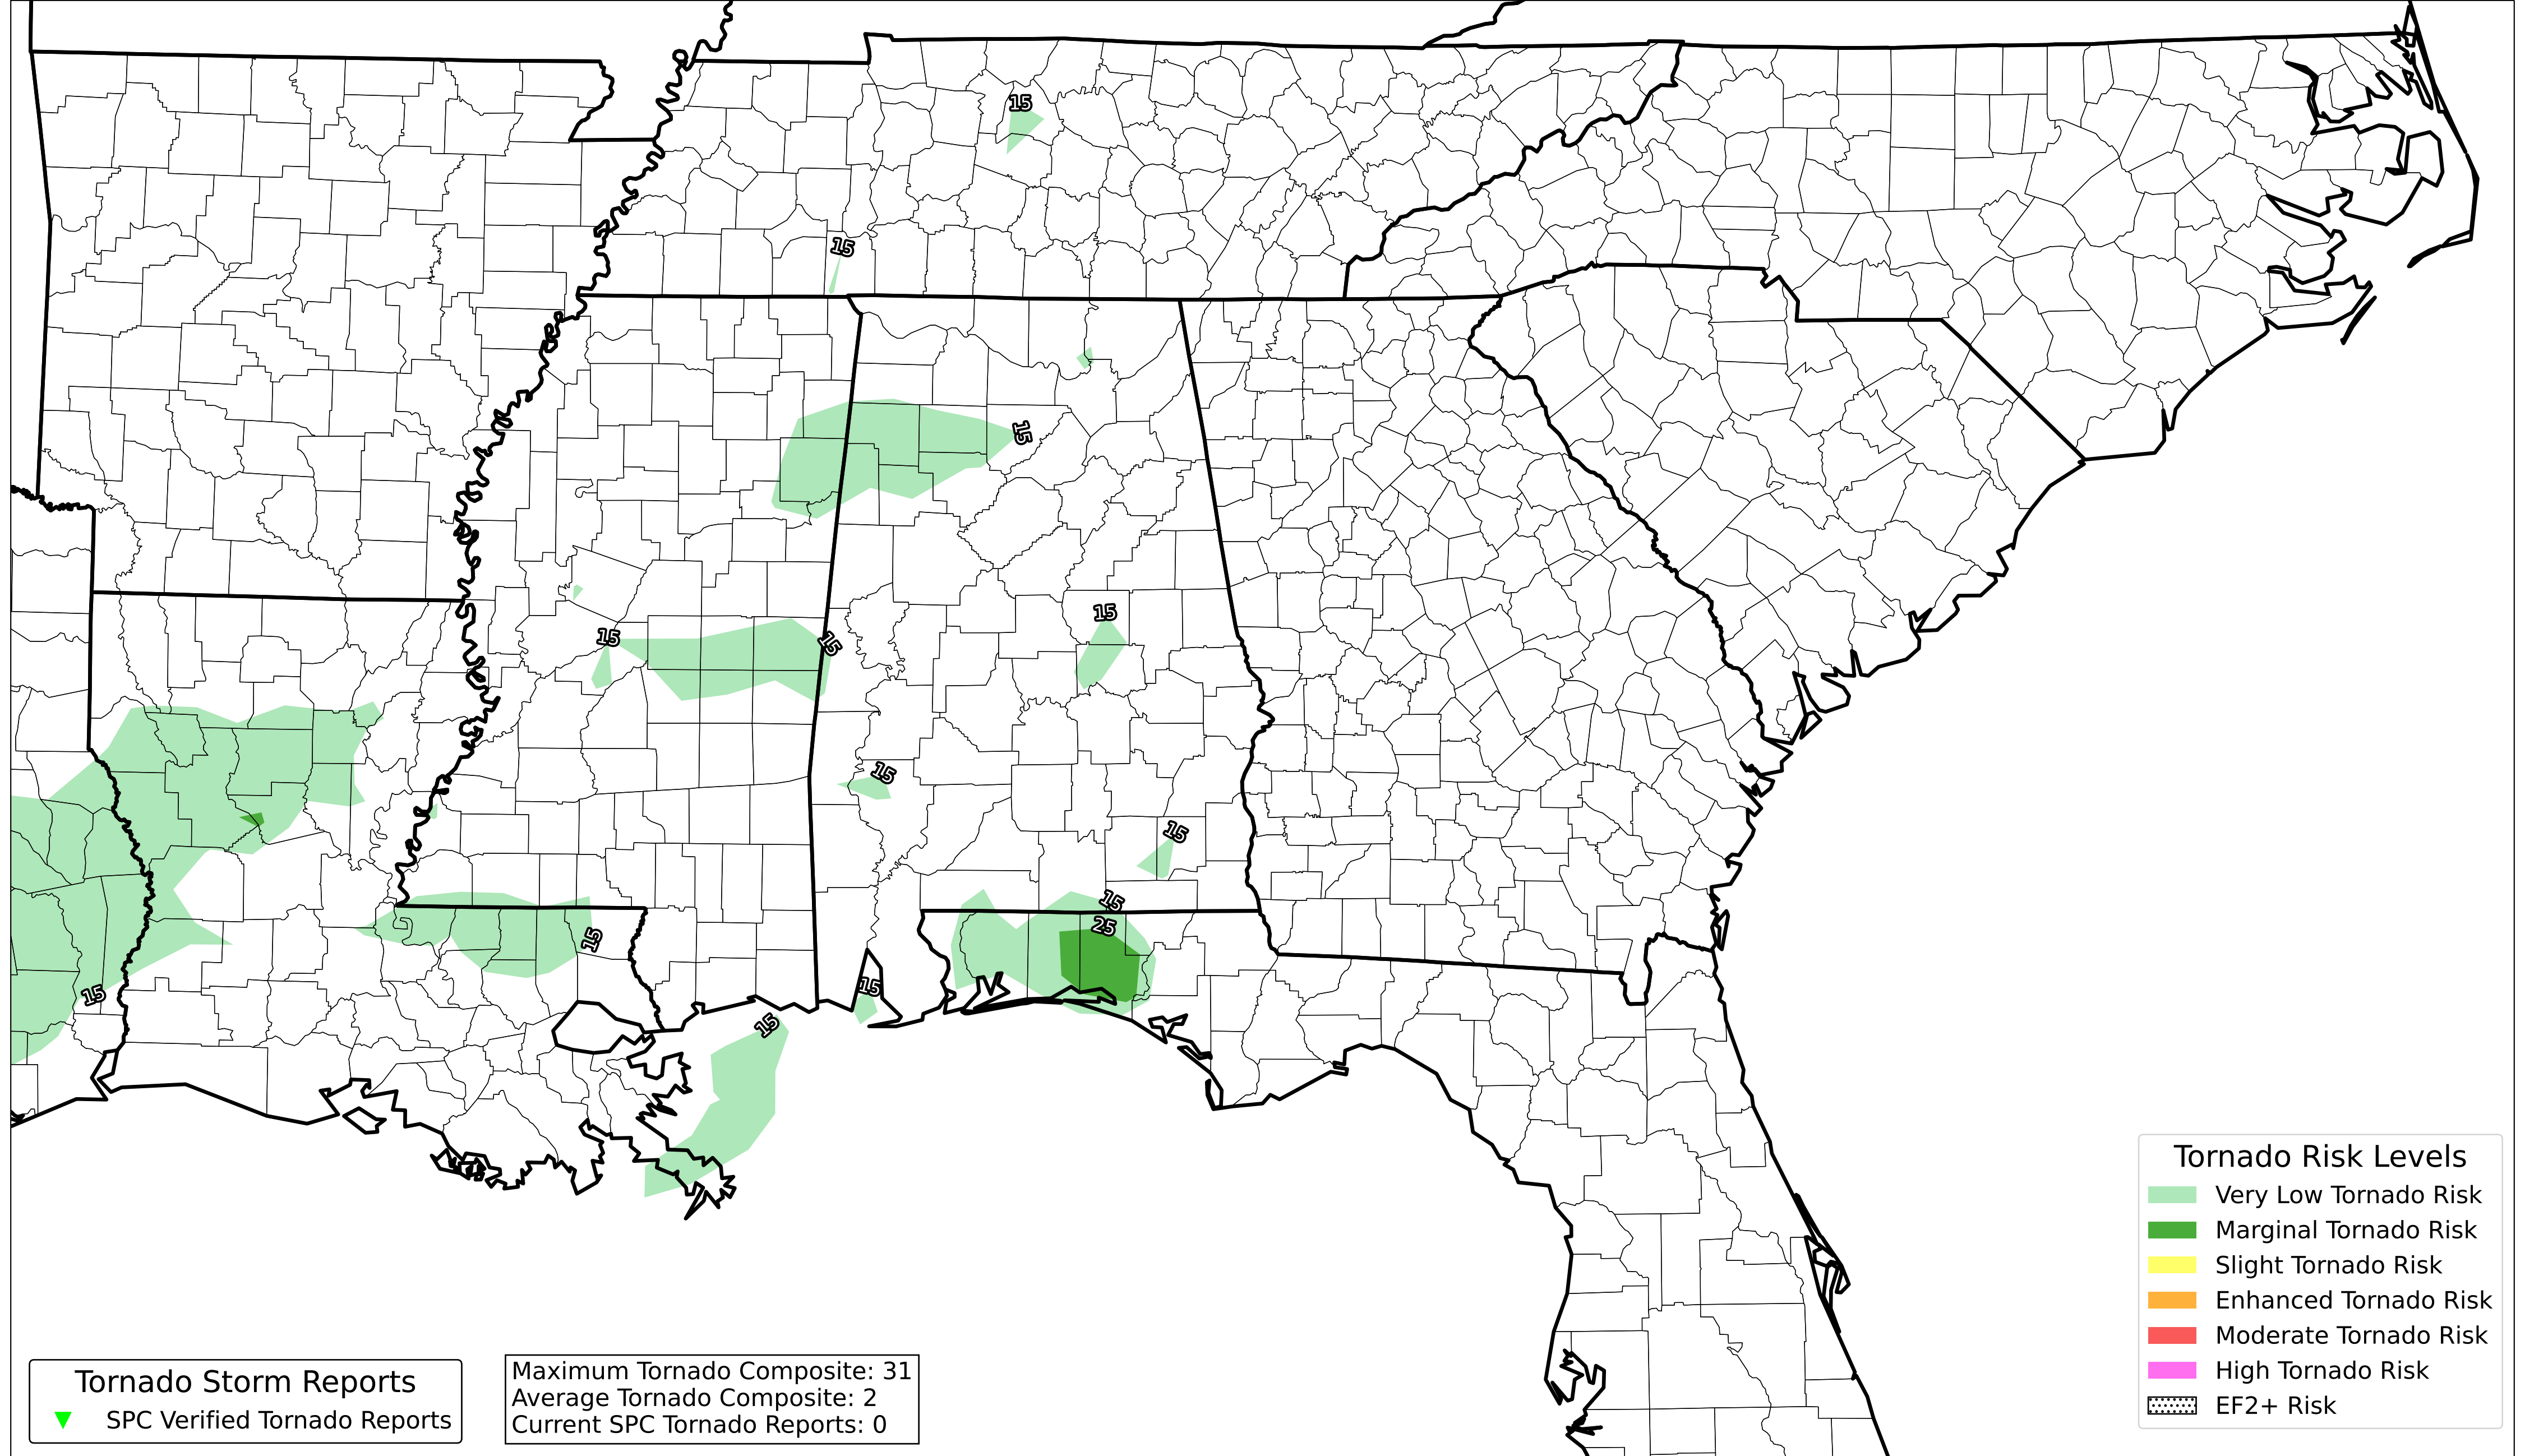 15
15
15
15
15
15
15
15
15
25
15
15
15
15
Tornado Risk Levels
Very Low Tornado Risk
Marginal Tornado Risk
Slight Tornado Risk
Enhanced Tornado Risk
Moderate Tornado Risk
High Tornado Risk
EF2+ Risk
Tornado Storm Reports
SPC Verified Tornado Reports
Maximum Tornado Composite: 31
Average Tornado Composite: 2
Current SPC Tornado Reports: 0